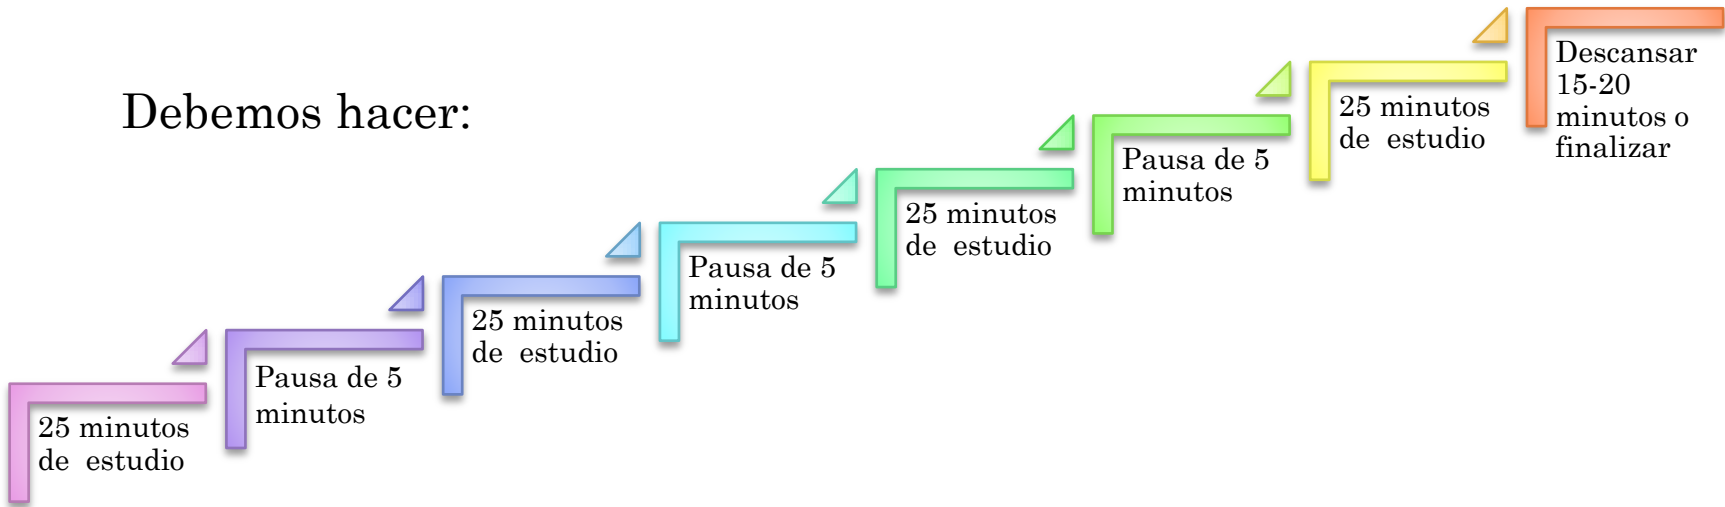 Debemos hacer:
25 minutos
de estudio
Pausa de 5
minutos
25 minutos
de estudio
Pausa de 5
minutos
25 minutos
de estudio
Pausa de 5
minutos
25 minutos
de estudio
Descansar
15-20
minutos o
finalizar